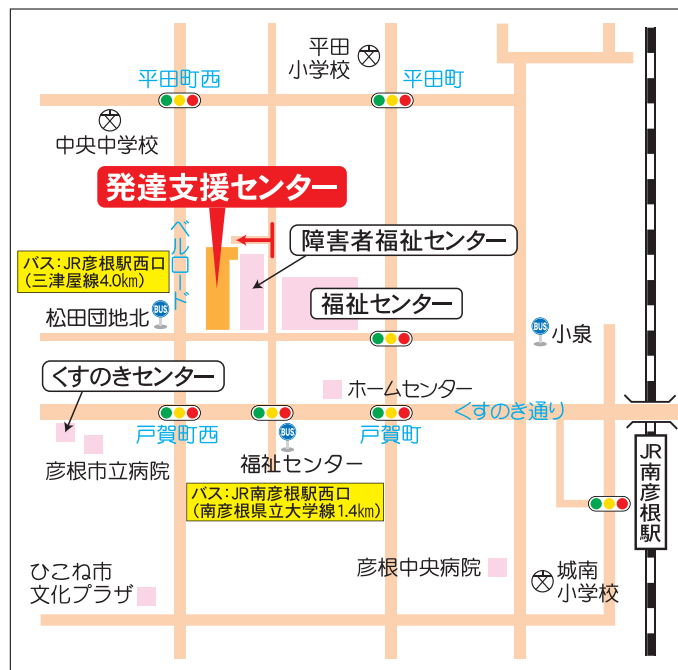 平田
小学校
平田町西
平田町
中央中学校
発達支援センター
ベルロード
障害者福祉センター
バス:JR彦根駅西口
(三津屋線4.0km)
福祉センター
BUS
松田団地北
BUS
小泉
くすのきセンター
ホームセンター
くすのき通り
戸賀町西
BUS
戸賀町
福祉センター
彦根市立病院
JR南彦根駅
バス:JR南彦根駅西口
(南彦根県立大学線1.4km)
彦根中央病院
ひこね市
文化プラザ
城南
小学校